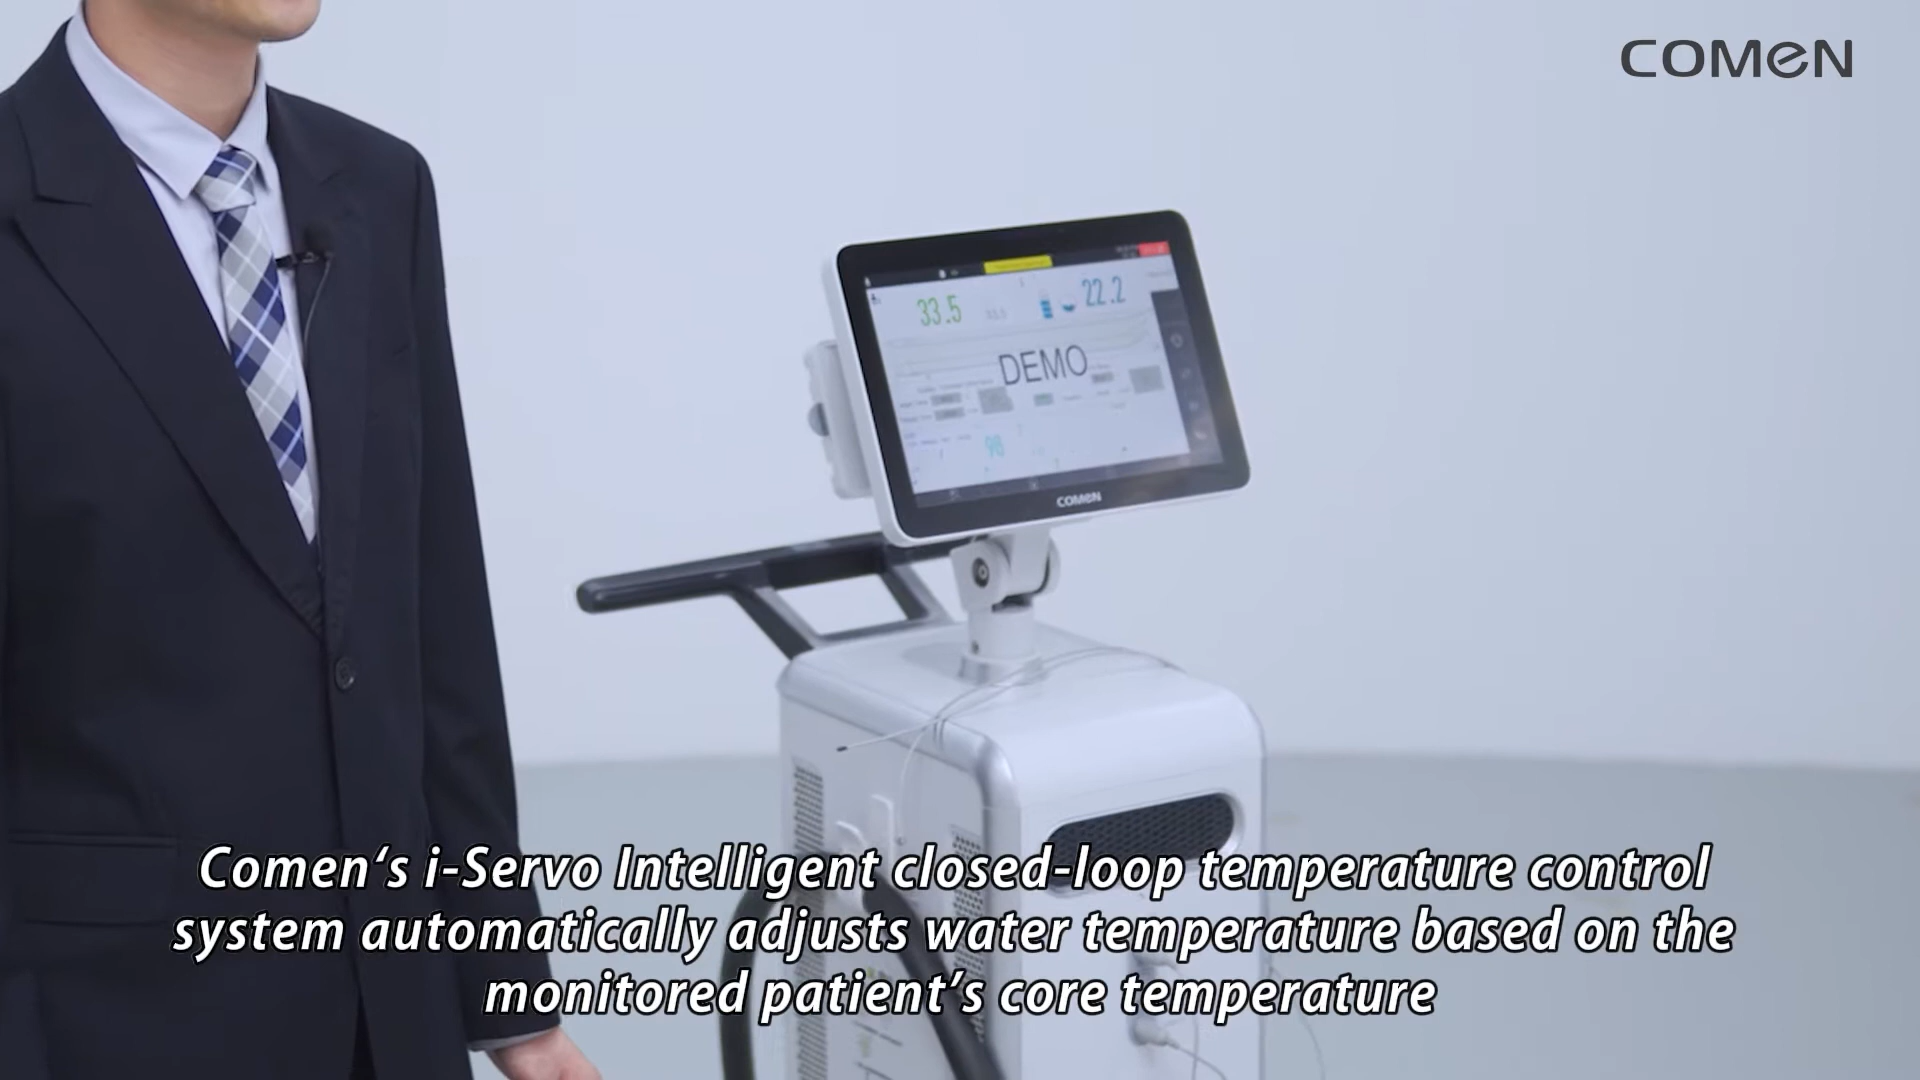 COMEN
33.5
22.2
DEMO
98
COMEN
Comen‘s i-Servo Intelligent closed-loop temperature control
system automatically adjusts water temperature based on the
monitored patient’s core temperature